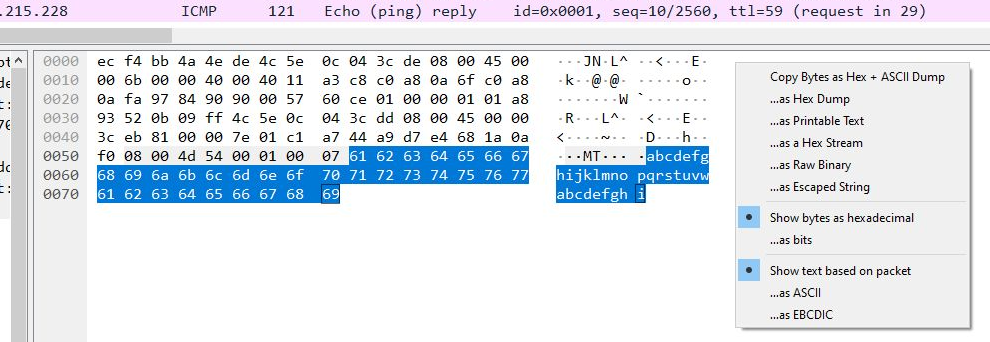 .215.228 ICMP 121 Echo (ping) reply id=0x0001, seq=10/2560, ttl=59 (request in 29)
0000 ec f4 bb 4a 4e de 4c 5e 0c 04 3c de 08 00 45 00 ···JN·L^ ··<···E·
0010 00 6b 00 00 40 00 40 11 a3 c8 c0 a8 0a 6f c0 a8 ·k··@·@· ·····o··
0020 0a fa 97 84 90 90 00 57 60 ce 01 00 00 01 01 a8 ·······W `·······
0030 93 52 0b 09 ff 4c 5e 0c 04 3c dd 08 00 45 00 00 ·R···L^· ·<···E··
0040 3c eb 81 00 00 7e 01 c1 a7 44 a9 d7 e4 68 1a 0a <····~·· ·D···h··
0050 f0 08 00 4d 54 00 01 00 07 61 62 63 64 65 66 67 ···MT··· ·abcdefg
0060 68 69 6a 6b 6c 6d 6e 6f 70 71 72 73 74 75 76 77 hijklmno pqrstuvw
0070 61 62 63 64 65 66 67 68 69 abcdefgh i
Copy Bytes as Hex + ASCII Dump
...as Hex Dump
...as Printable Text
...as a Hex Stream
...as Raw Binary
...as Escaped String
Show bytes as hexadecimal
...as bits
Show text based on packet
...as ASCII
...as EBCDIC